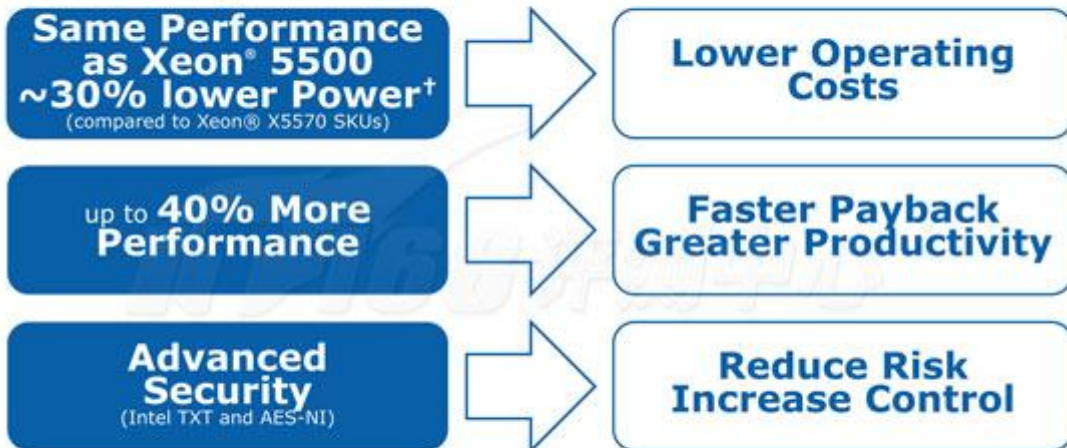 Same Performance
as Xeon® 5500
~30% lower Power†
(compared to Xeon® X5570 SKUs)
Lower Operating
Costs
up to 40% More
Performance
Faster Payback
Greater Productivity
Advanced
Security
(Intel TXT and AES-NI)
Reduce Risk
Increase Control